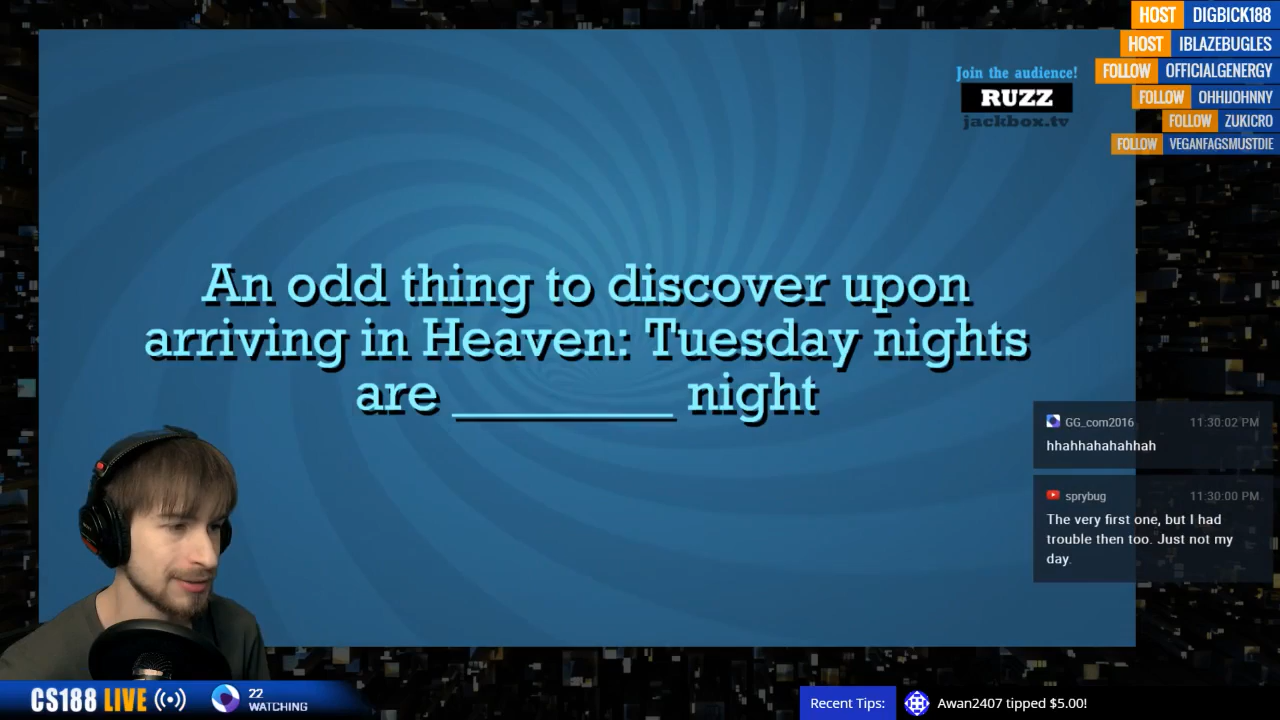 HOST DIGBICK188
HOST IBLAZEBUGLES
FOLLOW OFFICIALGENERGY
FOLLOW OHHIJOHNNY
FOLLOW ZUKICRO
FOLLOW VEGANFAGSMUSTDIE
Join the audience!
RUZZ
jackbox.tv
An odd thing to discover upon
arriving in Heaven: Tuesday nights
are ________ night
GG_com2016 11:30:02 PM
hhahhahahahhah
sprybug 11:30:00 PM
The very first one, but I had
trouble then too. Just not my
day.
CS188 LIVE
22
WATCHING
Recent Tips: Awan2407 tipped $5.00!